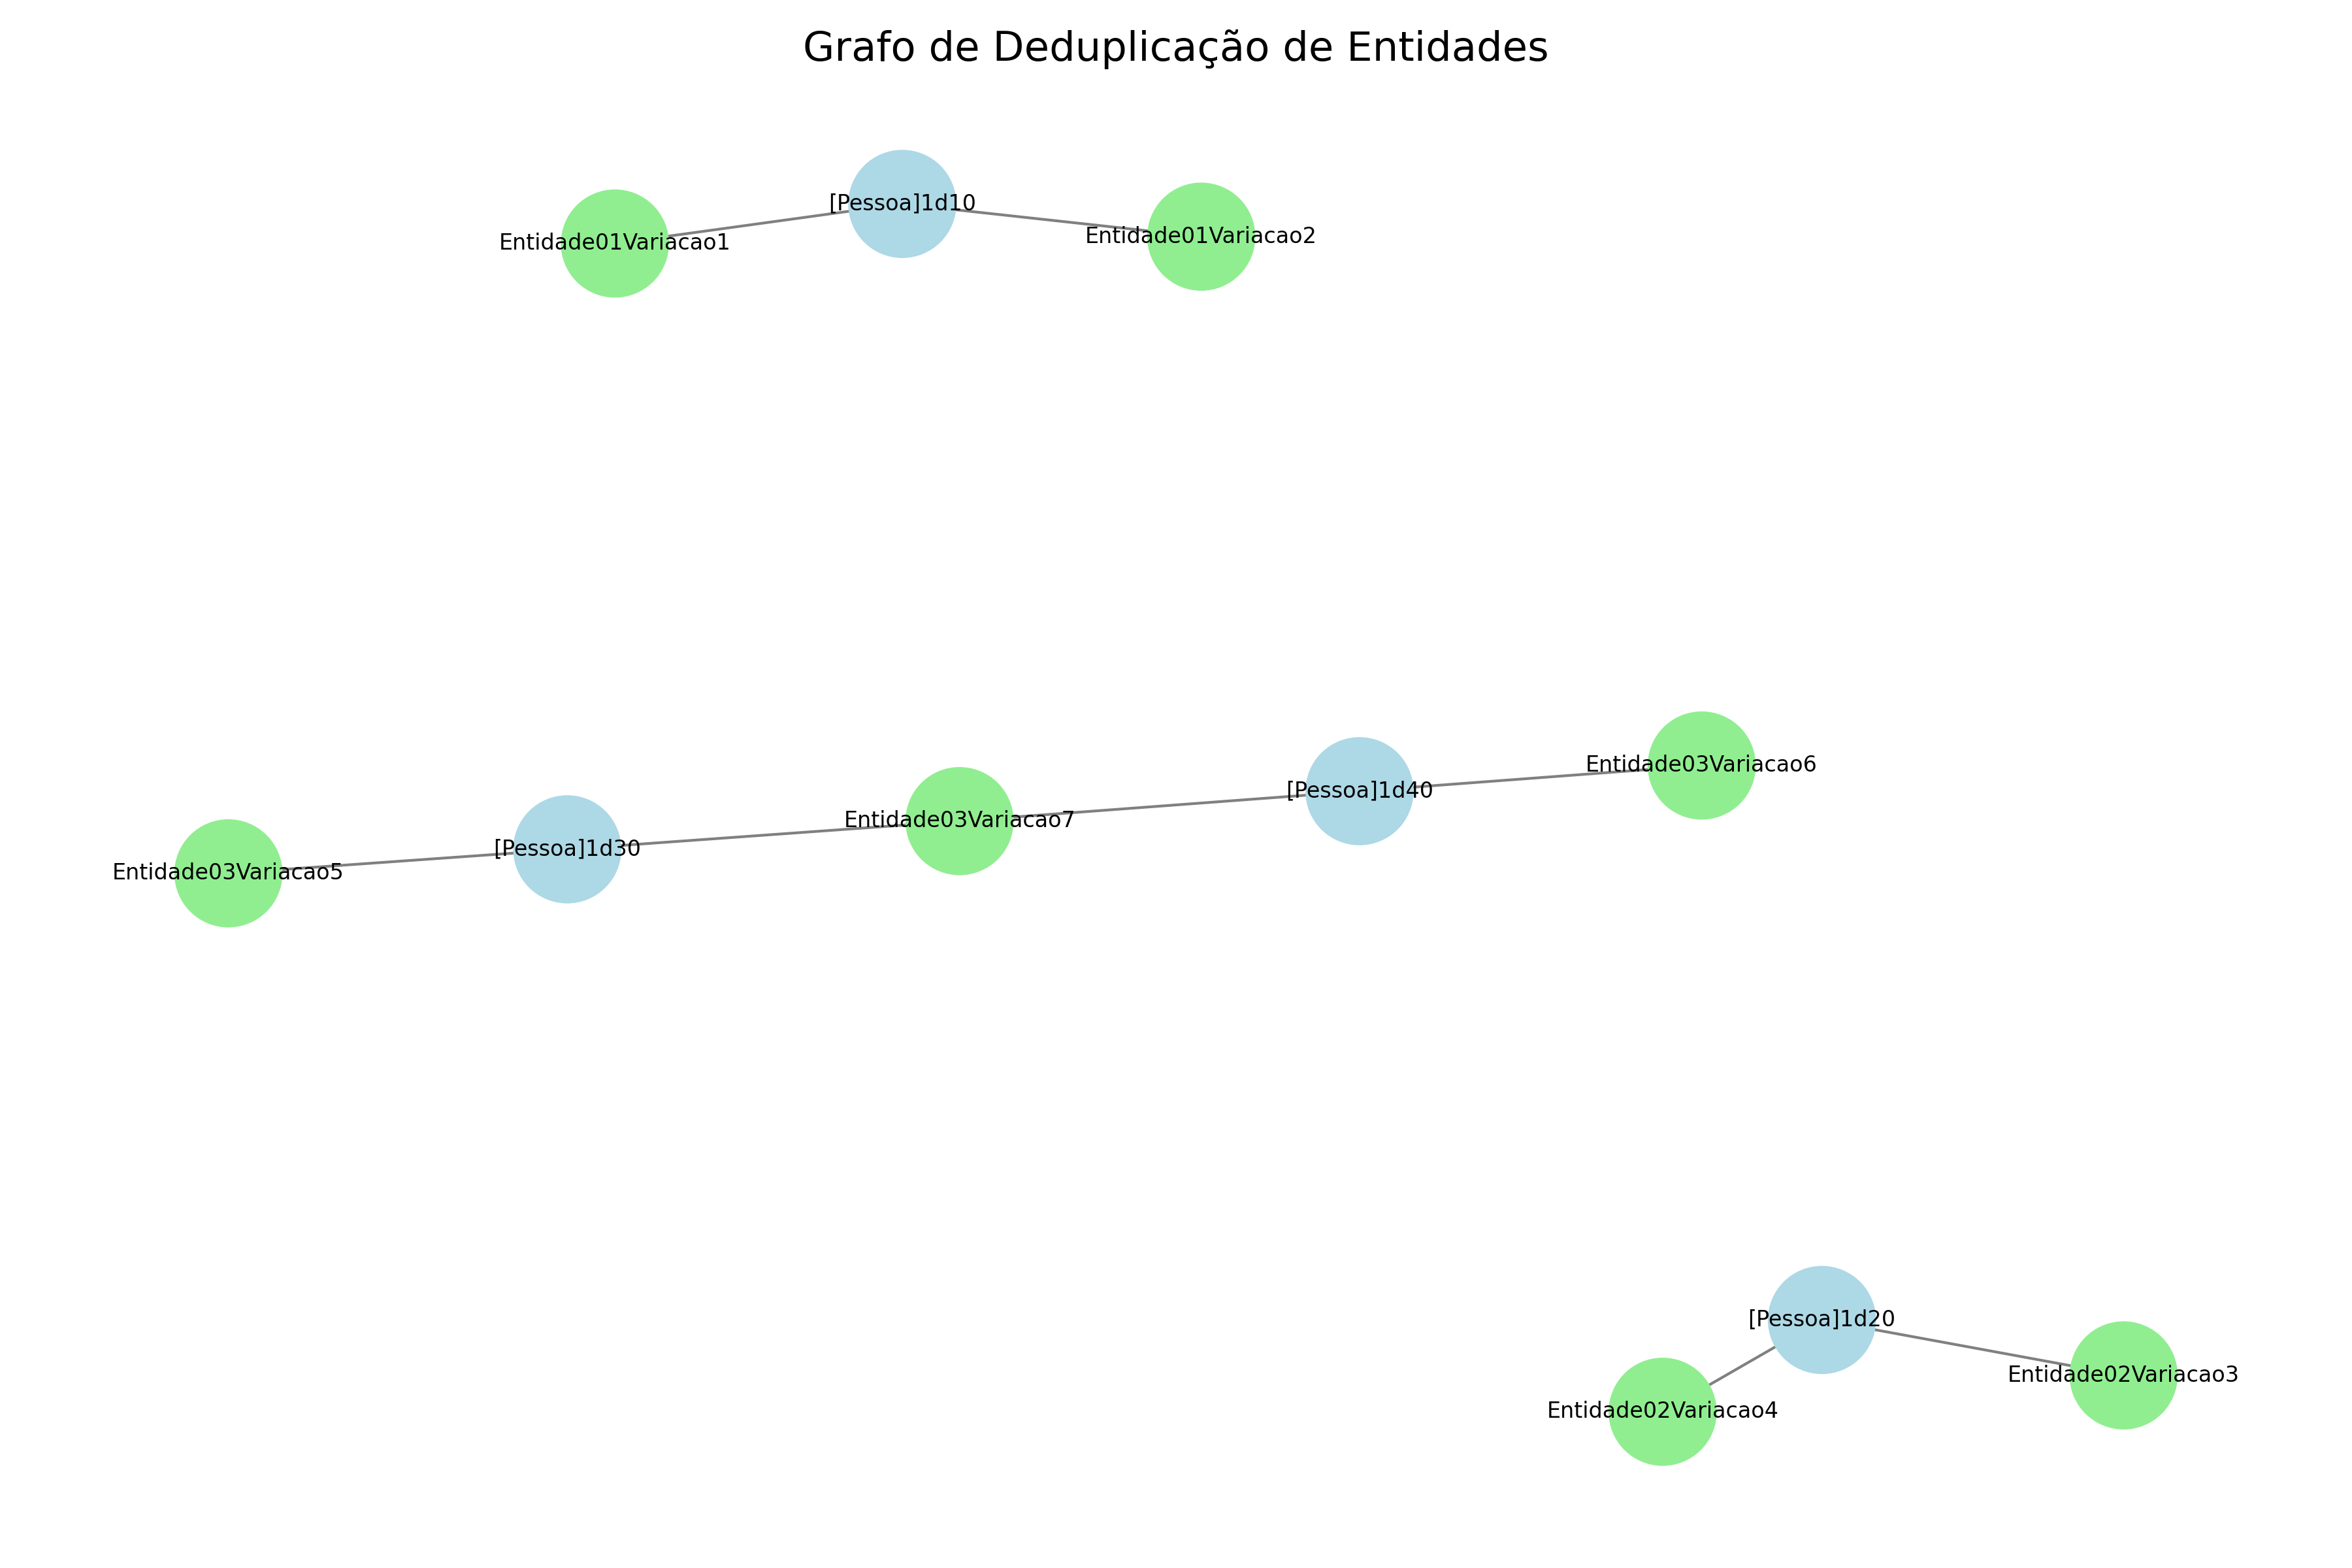 Grafo de Deduplicação de Entidades
[Pessoa]1d10
Entidade01Variacao1
Entidade01Variacao2
Entidade03Variacao6
[Pessoa]1d40
Entidade03Variacao7
[Pessoa]1d30
Entidade03Variacao5
[Pessoa]1d20
Entidade02Variacao3
Entidade02Variacao4